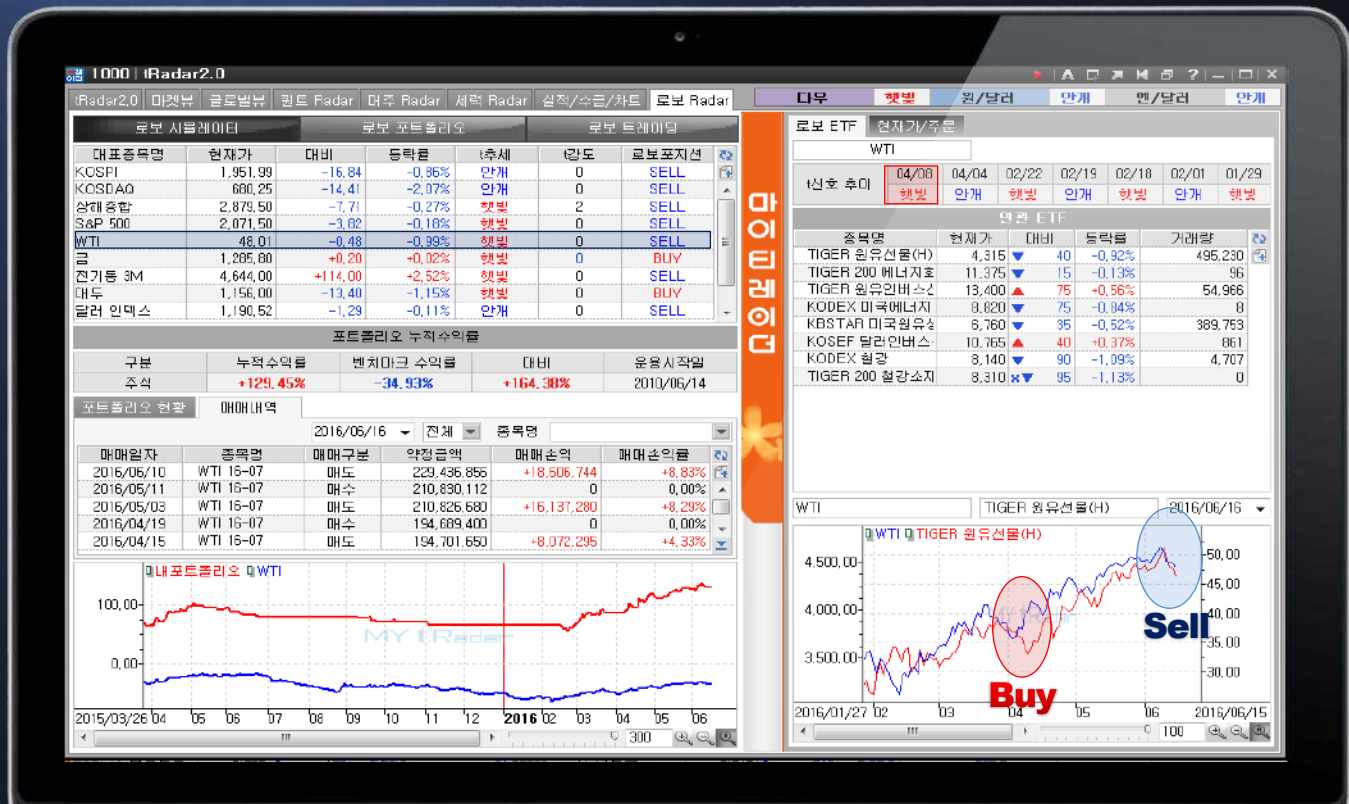 1000 | tRadar2.0
tRadar2.0 마켓뷰 글로벌뷰 퀀트 Radar 테주 Radar 세력 Radar 실적/수급/차트 로보 Radar
다우 햇빛 원/달러 안개 엔/달러 안개
로보 시뮬레이터 로보 포트폴리오 로보 트레이딩
대표종목명 현재가 대비 등락률 t추세 t강도 로보포지션
KOSPI 1,951.99 -16.84 -0.86% 안개 0 SELL
KOSDAQ 680.25 -14.41 -2.07% 안개 0 SELL
상해종합 2,879.50 -7.71 -0.27% 햇빛 2 SELL
S&P 500 2,071.50 -3.82 -0.18% 햇빛 0 SELL
WTI 48.01 -0.48 -0.99% 햇빛 0 SELL
금 1,285.80 +0.20 +0.02% 햇빛 0 BUY
전기동 3M 4,644.00 +114.00 +2.52% 햇빛 0 SELL
대두 1,156.00 -13.40 -1.15% 햇빛 0 BUY
달러 인덱스 1,190.52 -1.29 -0.11% 안개 0 SELL
포트폴리오 누적수익률
구분 누적수익률 벤치마크 수익률 대비 운용시작일
주식 +129.45% -34.93% +164.38% 2010/06/14
포트폴리오 현황 매매내역
2016/06/16 전체 종목명
매매일자 종목명 매매구분 약정금액 매매손익 매매손익률
2016/06/10 WTI 16-07 매도 229,436,856 +18,606,744 +8.83%
2016/05/11 WTI 16-07 매수 210,830,112 0 0.00%
2016/05/03 WTI 16-07 매도 210,826,680 +16,137,280 +8.29%
2016/04/19 WTI 16-07 매수 194,689,400 0 0.00%
2016/04/15 WTI 16-07 매도 194,701,650 +8,072,295 +4.33%
내포트폴리오 WTI
100.00
0.00
MY tRadar
2015/03/26 04 05 06 07 08 09 10 11 12 2016 02 03 04 05 06
300
마이트레이더
로보 ETF 현재가/주문
WTI
t신호 추이 04/08 04/04 02/22 02/19 02/18 02/01 01/29
햇빛 안개 햇빛 안개 햇빛 안개 햇빛
연관 ETF
종목명 현재가 대비 등락률 거래량
TIGER 원유선물(H) 4,315 ▼ 40 -0.92% 495,230
TIGER 200 에너지화 11,375 ▼ 15 -0.13% 96
TIGER 원유인버스선 13,400 ▲ 75 +0.56% 54,966
KODEX 미국에너지 8,820 ▼ 75 -0.84% 8
KBSTAR 미국원유생 6,760 ▼ 35 -0.52% 389,753
KOSEF 달러인버스 10,765 ▲ 40 +0.37% 861
KODEX 철강 8,140 ▼ 90 -1.09% 4,707
TIGER 200 철강소재 8,310 ▼ 95 -1.13% 0
WTI TIGER 원유선물(H) 2016/06/16
WTI TIGER 원유선물(H)
4,500.00
4,000.00
3,500.00
50.00
45.00
40.00
35.00
30.00
Buy
Sell
2016/01/27 02 03 04 05 06 2016/06/15
100